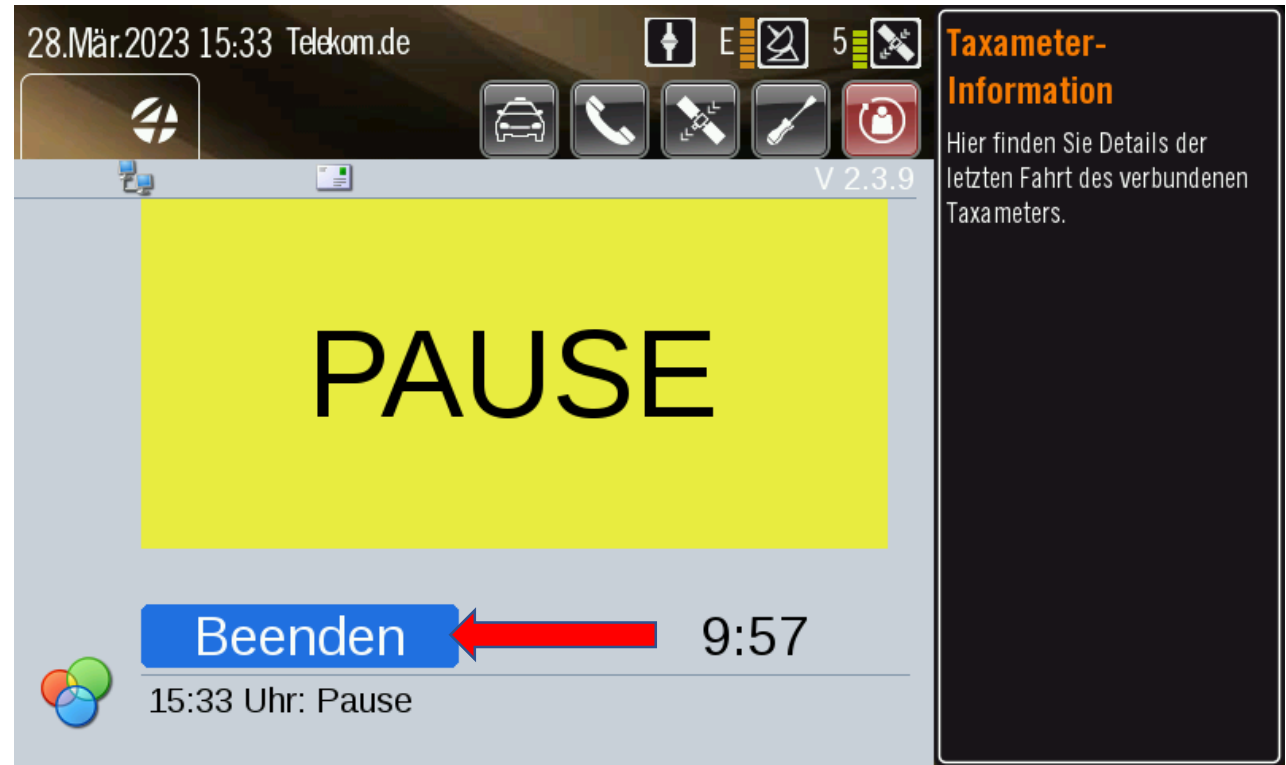 28.Mär.2023 15:33 Telekom.de E 5
V 2.3.9
PAUSE
Beenden 9:57
15:33 Uhr: Pause
Taxameter-
Information
Hier finden Sie Details der
letzten Fahrt des verbundenen
Taxameters.